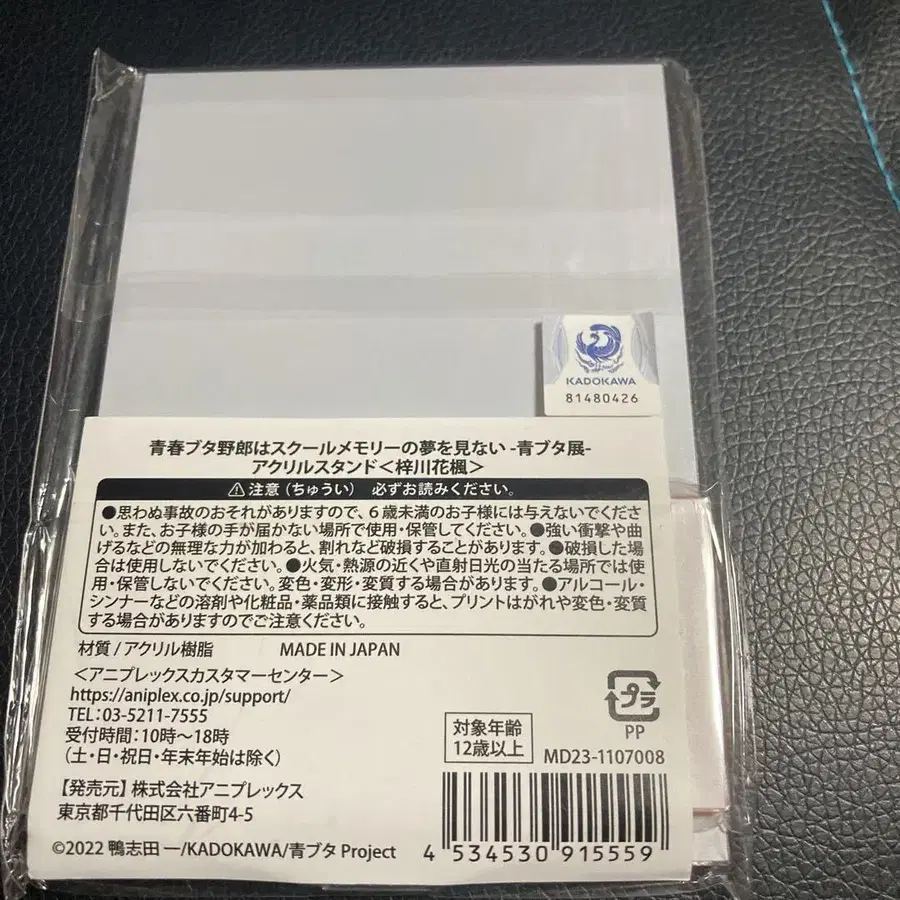 KADOKAWA
81480426
青春ブタ野郎はスクールメモリーの夢を見ない -青ブタ展-
アクリルスタンド＜梓川花楓＞
⚠注意（ちゅうい） 必ずお読みください。
●思わぬ事故のおそれがありますので、6歳未満のお子様には与えないでくだ
さい。また、お子様の手が届かない場所で使用・保管してください。●強い衝撃や曲
げるなどの無理な力が加わると、割れなど破損することがあります。●破損した場
合は使用しないでください。●火気・熱源の近くや直射日光の当たる場所では使
用・保管しないでください。変色・変形・変質する場合があります。●アルコール・
シンナーなどの溶剤や化粧品・薬品類に接触すると、プリントはがれや変色・変質
する場合がありますのでご注意ください。
材質/アクリル樹脂 MADE IN JAPAN
＜アニプレックスカスタマーセンター＞
https://aniplex.co.jp/support/
TEL：03-5211-7555
受付時間：10時～18時
（土・日・祝日・年末年始は除く）
プラ
PP
対象年齢
12歳以上
MD23-1107008
【発売元】株式会社アニプレックス
東京都千代田区六番町4-5
©2022 鴨志田 一/KADOKAWA/青ブタ Project
4 534530 915559